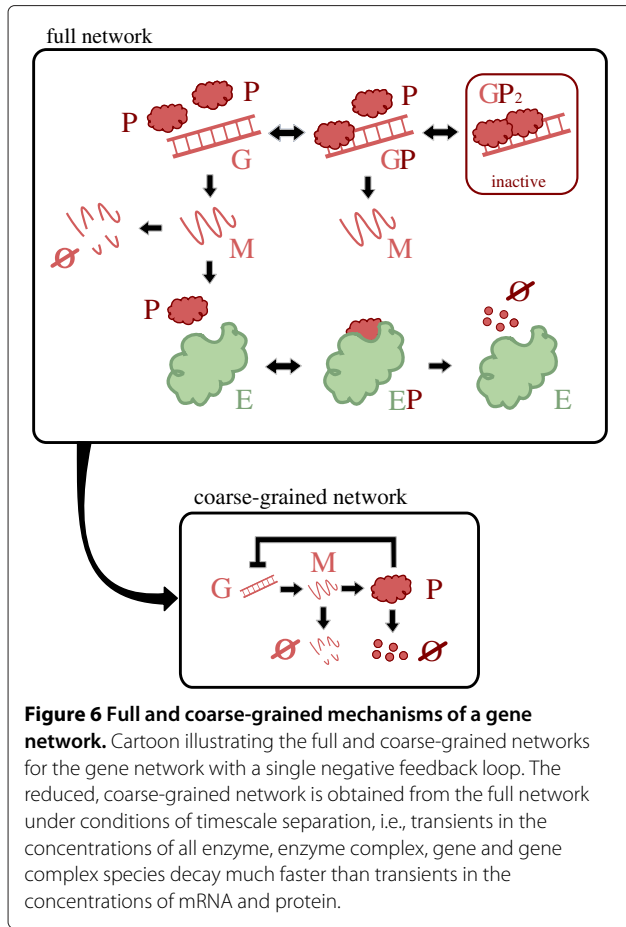 full network
P P P GP₂
G GP inactive
M M
Ø
P Ø
E EP E
coarse-grained network
G M P
Ø Ø
Figure 6 Full and coarse-grained mechanisms of a gene
network. Cartoon illustrating the full and coarse-grained networks
for the gene network with a single negative feedback loop. The
reduced, coarse-grained network is obtained from the full network
under conditions of timescale separation, i.e., transients in the
concentrations of all enzyme, enzyme complex, gene and gene
complex species decay much faster than transients in the
concentrations of mRNA and protein.